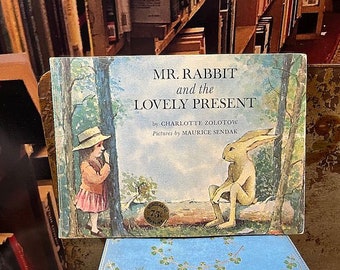 MR. RABBIT
and the
LOVELY PRESENT
by CHARLOTTE ZOLOTOW
Pictures by MAURICE SENDAK